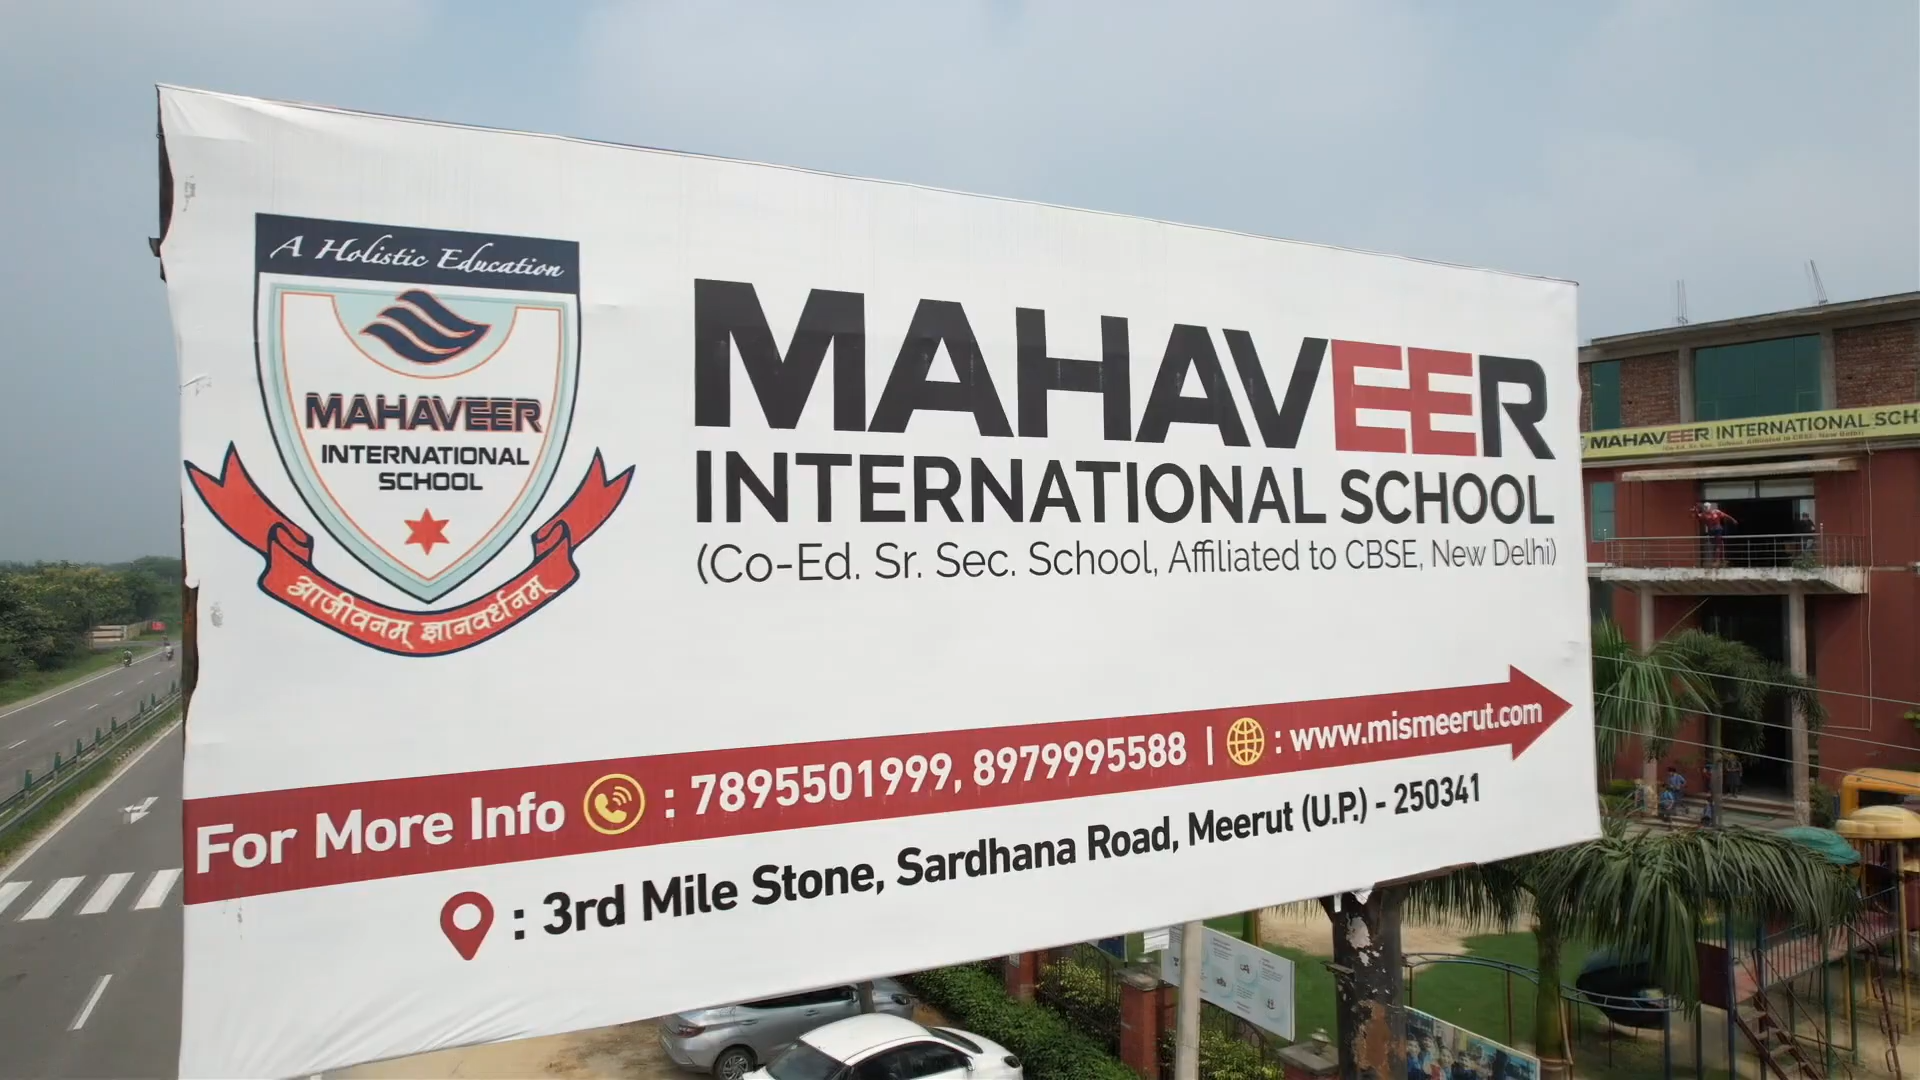 A Holistic Education
MAHAVEER
INTERNATIONAL
SCHOOL
आजीवनम् ज्ञानवर्धनम्
MAHAVEER
INTERNATIONAL SCHOOL
(Co-Ed. Sr. Sec. School, Affiliated to CBSE, New Delhi)
For More Info : 7895501999, 8979995588 | : www.mismeerut.com
: 3rd Mile Stone, Sardhana Road, Meerut (U.P.) - 250341
MAHAVEER INTERNATIONAL SCH